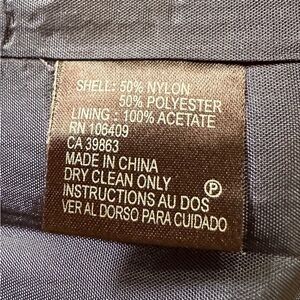 SHELL: 50% NYLON
50% POLYESTER
LINING: 100% ACETATE
RN 106409
CA 39863
MADE IN CHINA
DRY CLEAN ONLY
INSTRUCTIONS AU DOS
VER AL DORSO PARA CUIDADO
P